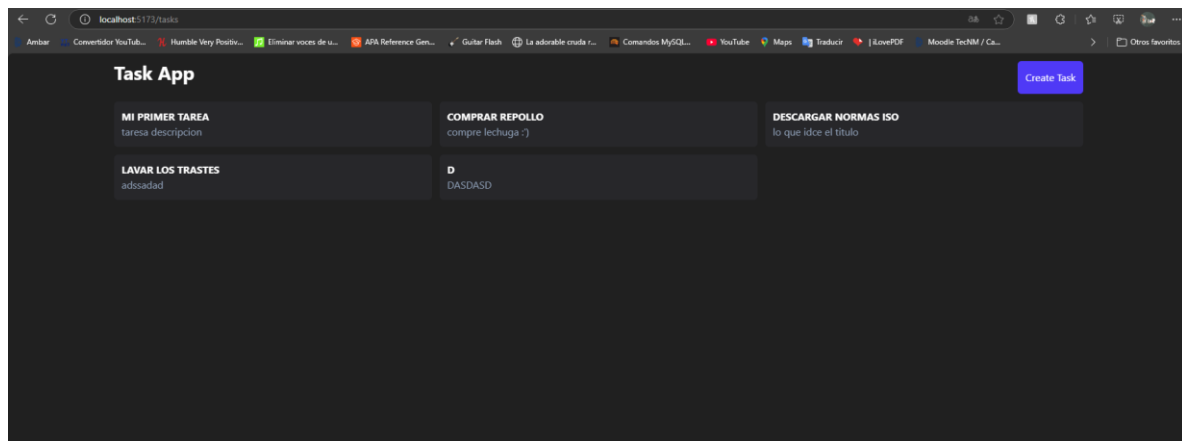 localhost:5173/tasks
Ambar Convertidor YouTub... Humble Very Positiv... Eliminar voces de u... APA Reference Gen... Guitar Flash La adorable cruda r... Comandos MySQL... YouTube Maps Traducir | iLovePDF Moodle TecNM / Ca... Otros favoritos
Task App
Create Task
MI PRIMER TAREA
taresa descripcion
COMPRAR REPOLLO
compre lechuga :')
DESCARGAR NORMAS ISO
lo que idce el titulo
LAVAR LOS TRASTES
adssadad
D
DASDASD